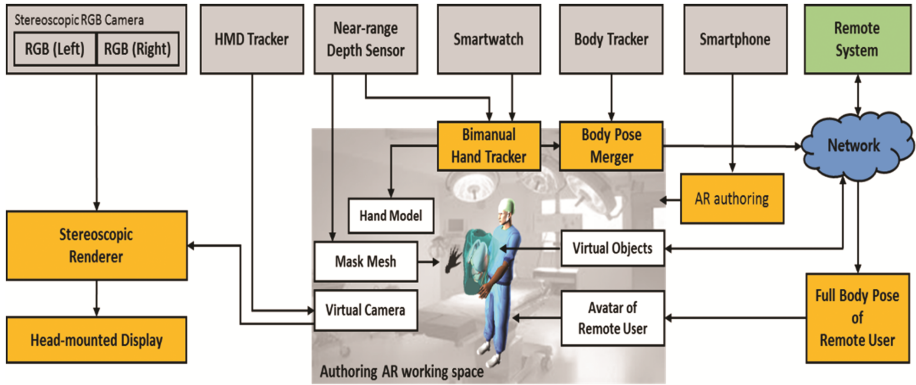 Stereoscopic RGB Camera
RGB (Left)
RGB (Right)
HMD Tracker
Near-range
Depth Sensor
Smartwatch
Body Tracker
Smartphone
Remote
System
Bimanual
Hand Tracker
Body Pose
Merger
Network
AR authoring
Hand Model
Stereoscopic
Renderer
Mask Mesh
Virtual Objects
Virtual Camera
Avatar of
Remote User
Full Body Pose
of
Remote User
Head-mounted Display
Authoring AR working space